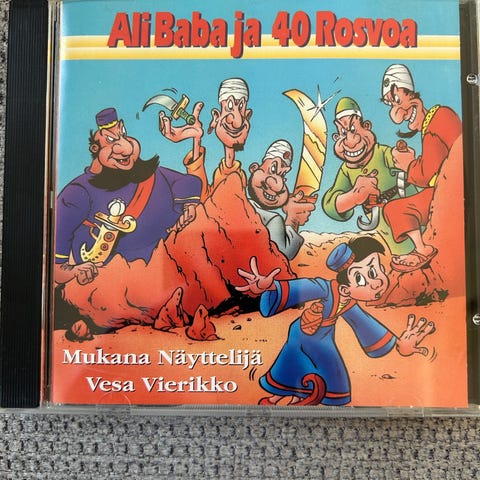 Ali Baba ja 40 Rosvoa
Mukana Näyttelijä
Vesa Vierikko